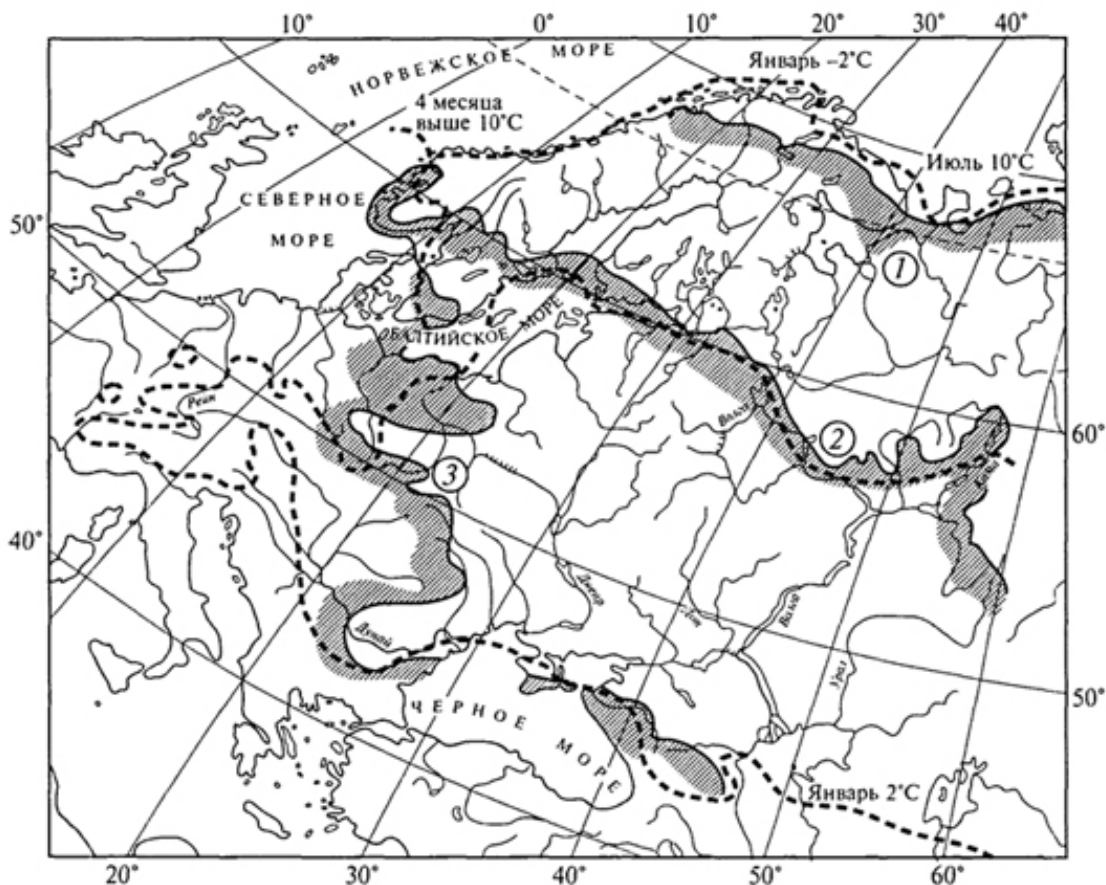 10°
0°
10°
20°
30°
40°
НОРВЕЖСКОЕ МОРЕ
Январь –2°С
4 месяца
выше 10°С
Июль 10°С
СЕВЕРНОЕ
МОРЕ
50°
1
БАЛТИЙСКОЕ МОРЕ
Рейн
Волга
2
60°
3
40°
Днепр
Дон
Волга
Урал
Дунай
50°
ЧЕРНОЕ МОРЕ
Январь 2°С
20°
30°
40°
50°
60°